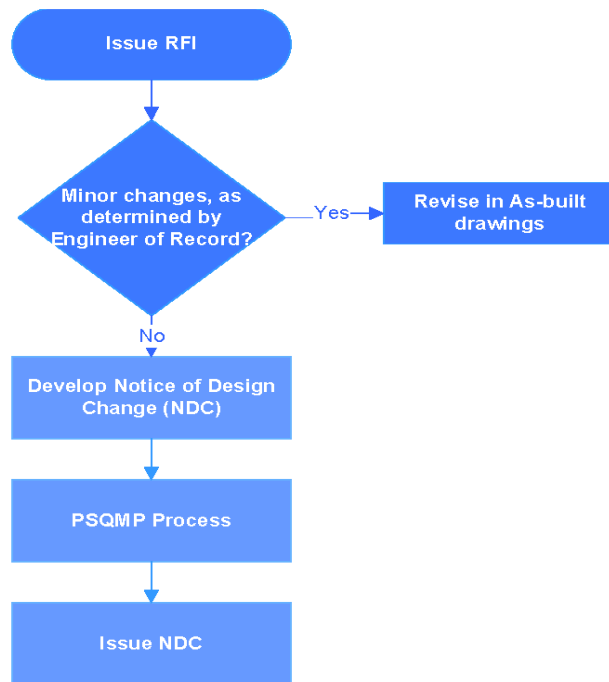 Issue RFI
Minor changes, as
determined by
Engineer of Record?
Yes
Revise in As-built
drawings
No
Develop Notice of Design
Change (NDC)
PSQMP Process
Issue NDC